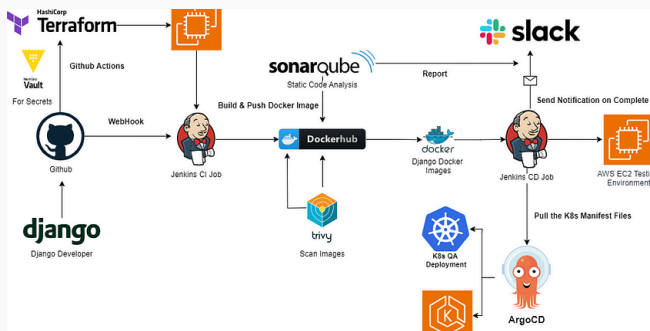 HashiCorp
Terraform
slack
sonarqube
Static Code Analysis
Report
Github Actions
Vault
For Secrets
Build & Push Docker Image
Send Notification on Complete
WebHook
Dockerhub
docker
Github
Jenkins CI Job
Django Docker
Images
Jenkins CD Job
AWS EC2 Testi
Environment
django
Django Developer
trivy
Scan Images
Pull the K8s Manifest Files
K8s QA
Deployment
ArgoCD